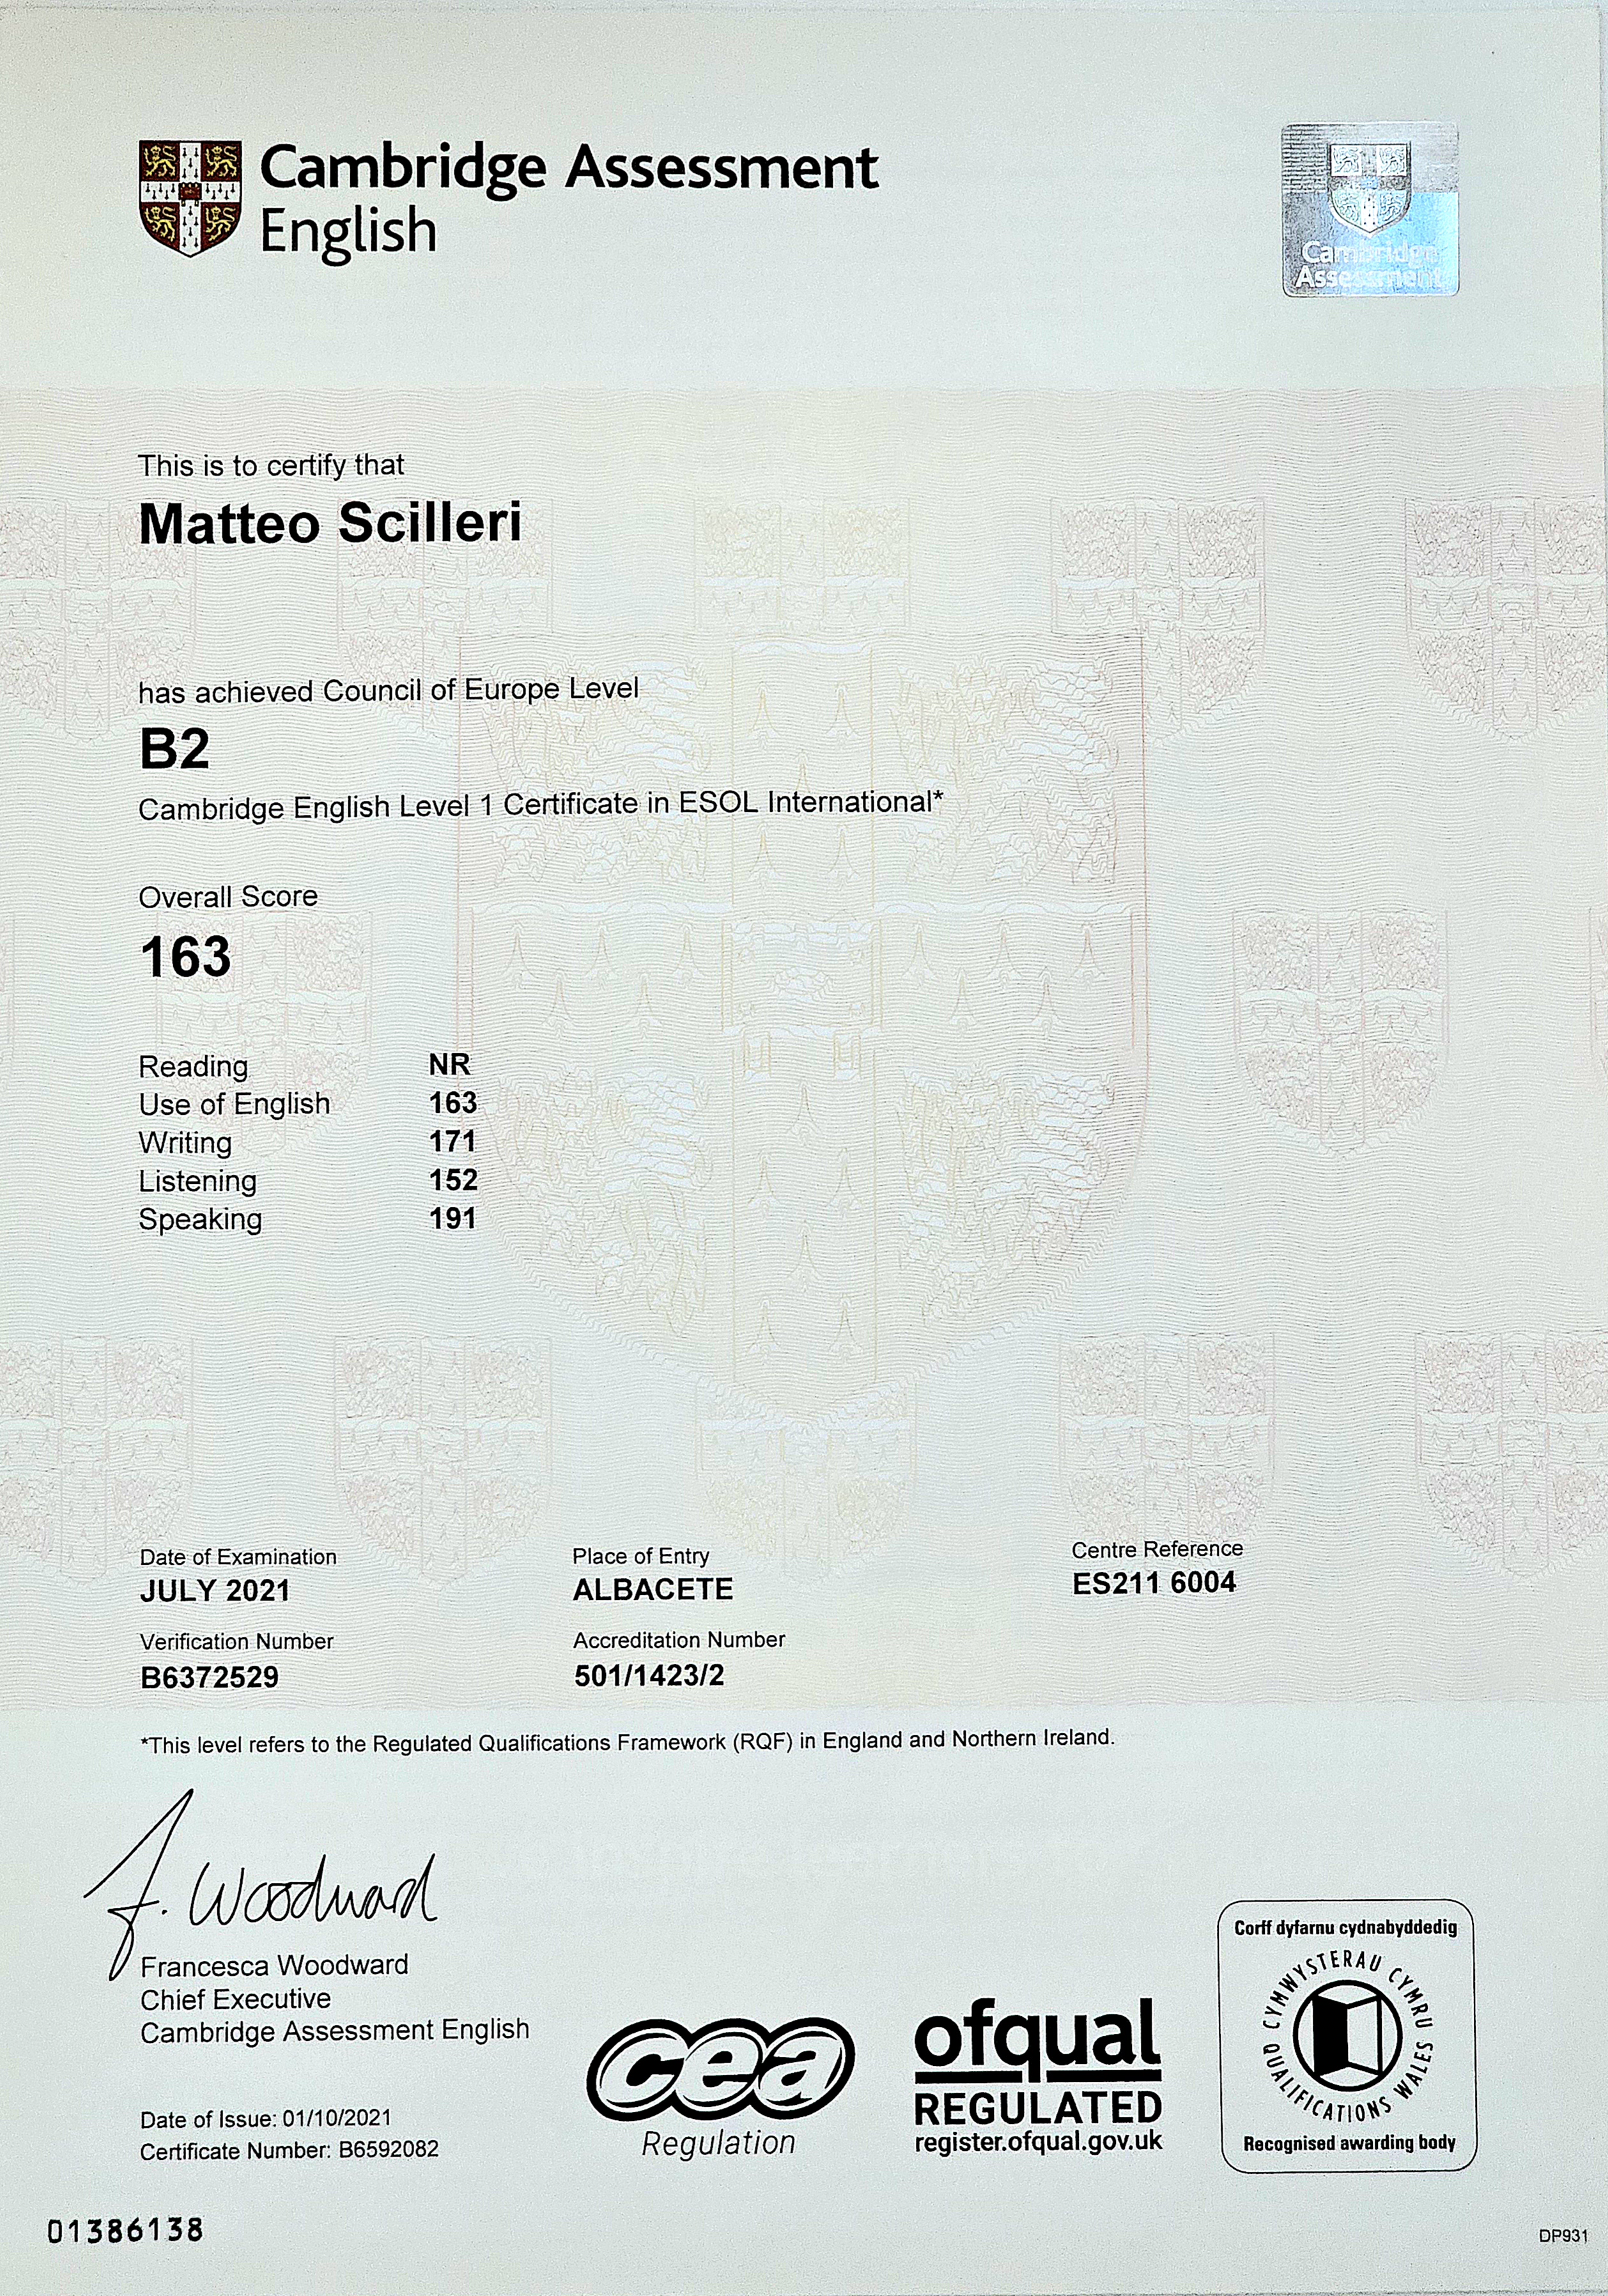 Cambridge Assessment
English
Cambridge
Assessment
This is to certify that
Matteo Scilleri
has achieved Council of Europe Level
B2
Cambridge English Level 1 Certificate in ESOL International*
Overall Score
163
Reading NR
Use of English 163
Writing 171
Listening 152
Speaking 191
Date of Examination Place of Entry Centre Reference
JULY 2021 ALBACETE ES211 6004
Verification Number Accreditation Number
B6372529 501/1423/2
*This level refers to the Regulated Qualifications Framework (RQF) in England and Northern Ireland.
F. Woodward
Francesca Woodward
Chief Executive
Cambridge Assessment English
Date of Issue: 01/10/2021
Certificate Number: B6592082
cea
Regulation
ofqual
REGULATED
register.ofqual.gov.uk
Corff dyfarnu cydnabyddedig
CYMWYSTERAU CYMRU
QUALIFICATIONS WALES
Recognised awarding body
01386138
DP931